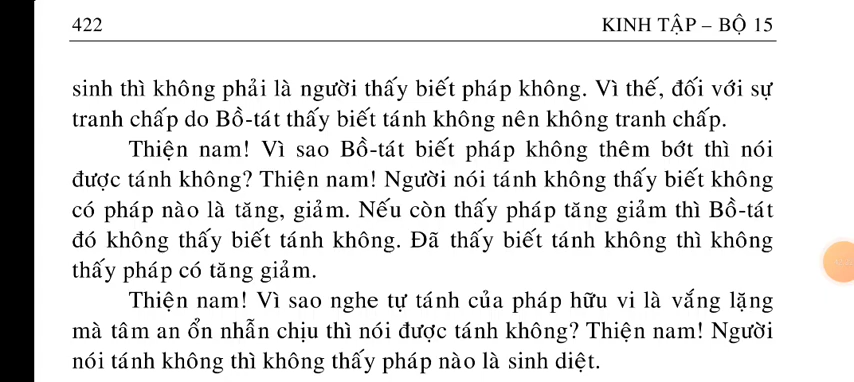 422 KINH TẬP – BỘ 15
sinh thì không phải là người thấy biết pháp không. Vì thế, đối với sự
tranh chấp do Bồ-tát thấy biết tánh không nên không tranh chấp.
Thiện nam! Vì sao Bồ-tát biết pháp không thêm bớt thì nói
được tánh không? Thiện nam! Người nói tánh không thấy biết không
có pháp nào là tăng, giảm. Nếu còn thấy pháp tăng giảm thì Bồ-tát
đó không thấy biết tánh không. Đã thấy biết tánh không thì không
thấy pháp có tăng giảm.
Thiện nam! Vì sao nghe tự tánh của pháp hữu vi là vắng lặng
mà tâm an ổn nhẫn chịu thì nói được tánh không? Thiện nam! Người
nói tánh không thì không thấy pháp nào là sinh diệt.